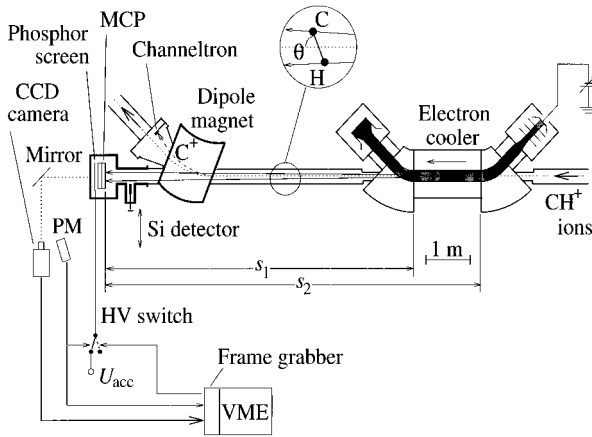 MCP
Phosphor
screen
Channeltron
CCD
camera
Dipole
magnet
C
θ
H
Electron
cooler
Mirror
C+
CH+
ions
PM
Si detector
1 m
s1
s2
HV switch
Uacc
Frame grabber
VME